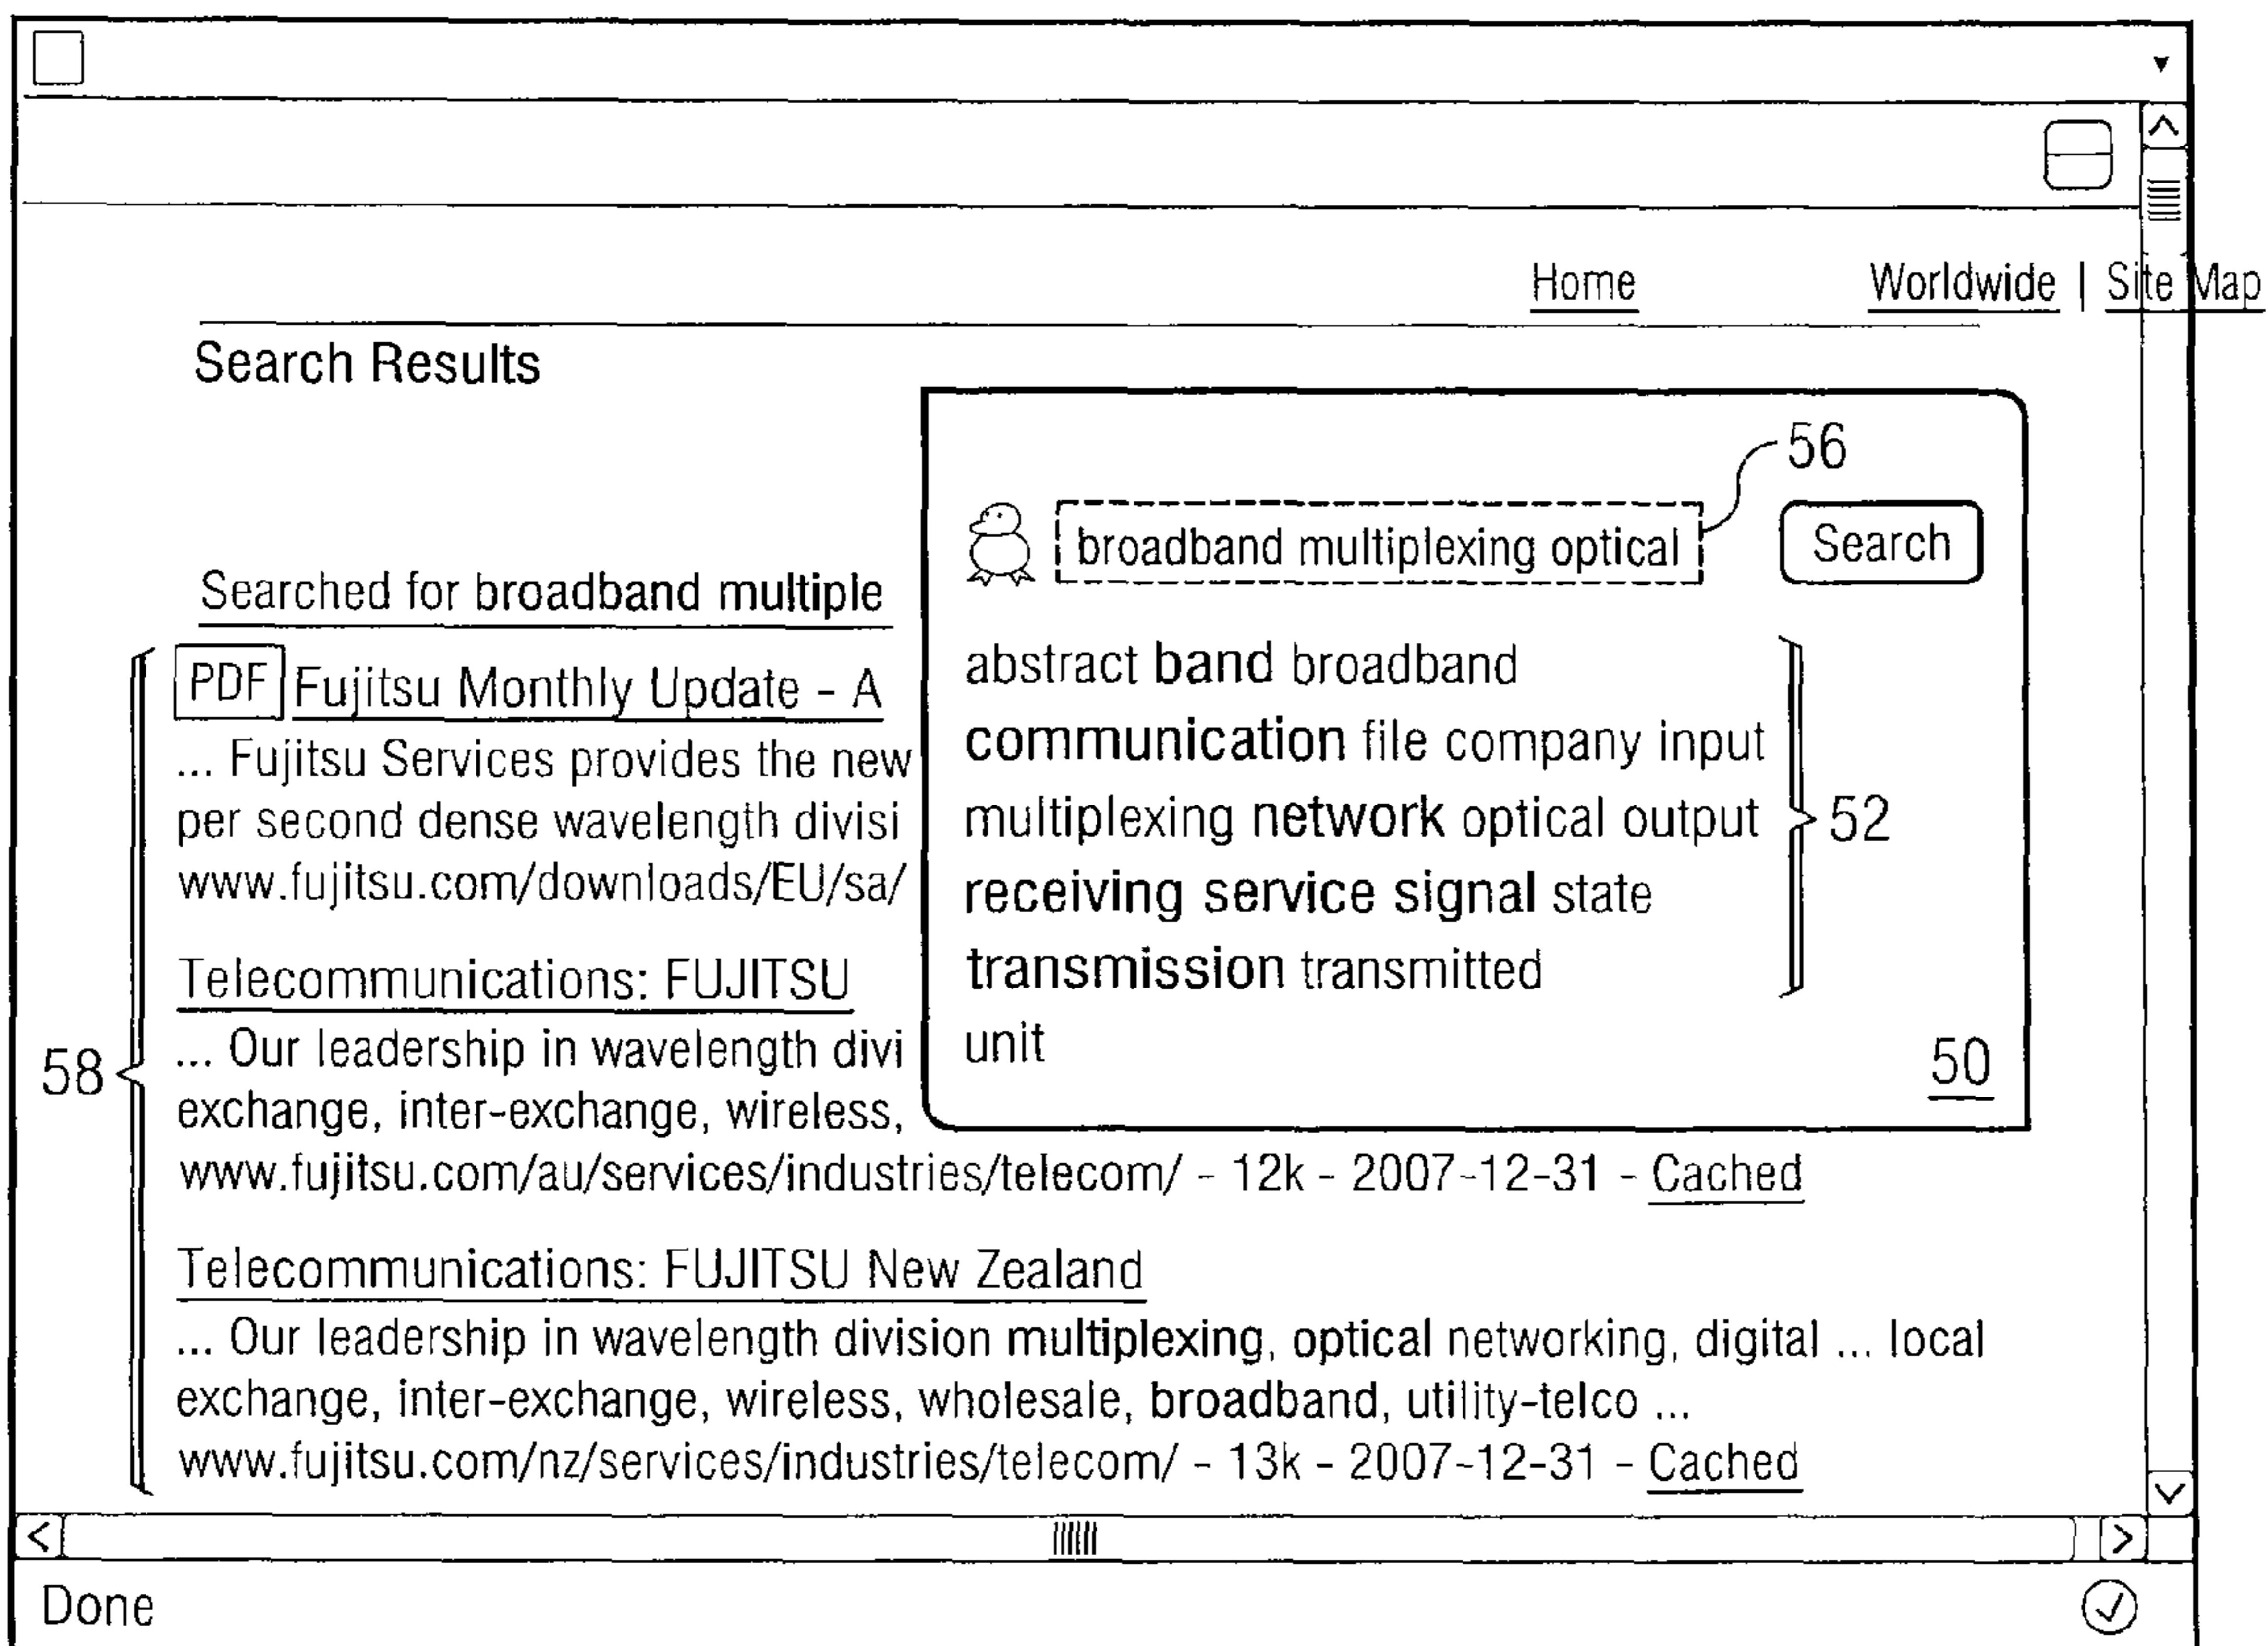 Home Worldwide | Site Map
Search Results
56
broadband multiplexing optical Search
Searched for broadband multiple
abstract band broadband
communication file company input
multiplexing network optical output
receiving service signal state
transmission transmitted
unit
52
50
58
PDF Fujitsu Monthly Update - A
... Fujitsu Services provides the new
per second dense wavelength divisi
www.fujitsu.com/downloads/EU/sa/
Telecommunications: FUJITSU
... Our leadership in wavelength divi
exchange, inter-exchange, wireless,
www.fujitsu.com/au/services/industries/telecom/ - 12k - 2007-12-31 - Cached
Telecommunications: FUJITSU New Zealand
... Our leadership in wavelength division multiplexing, optical networking, digital ... local
exchange, inter-exchange, wireless, wholesale, broadband, utility-telco ...
www.fujitsu.com/nz/services/industries/telecom/ - 13k - 2007-12-31 - Cached
Done